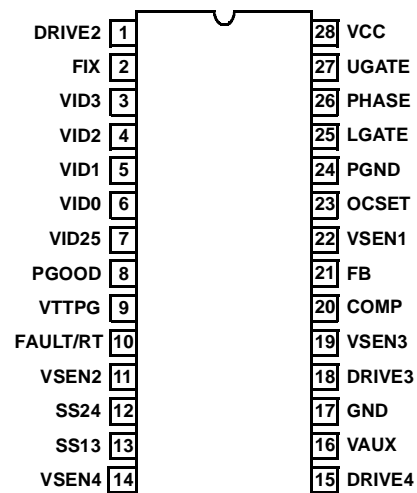 DRIVE2 1 28 VCC
FIX 2 27 UGATE
VID3 3 26 PHASE
VID2 4 25 LGATE
VID1 5 24 PGND
VID0 6 23 OCSET
VID25 7 22 VSEN1
PGOOD 8 21 FB
VTTPG 9 20 COMP
FAULT/RT 10 19 VSEN3
VSEN2 11 18 DRIVE3
SS24 12 17 GND
SS13 13 16 VAUX
VSEN4 14 15 DRIVE4